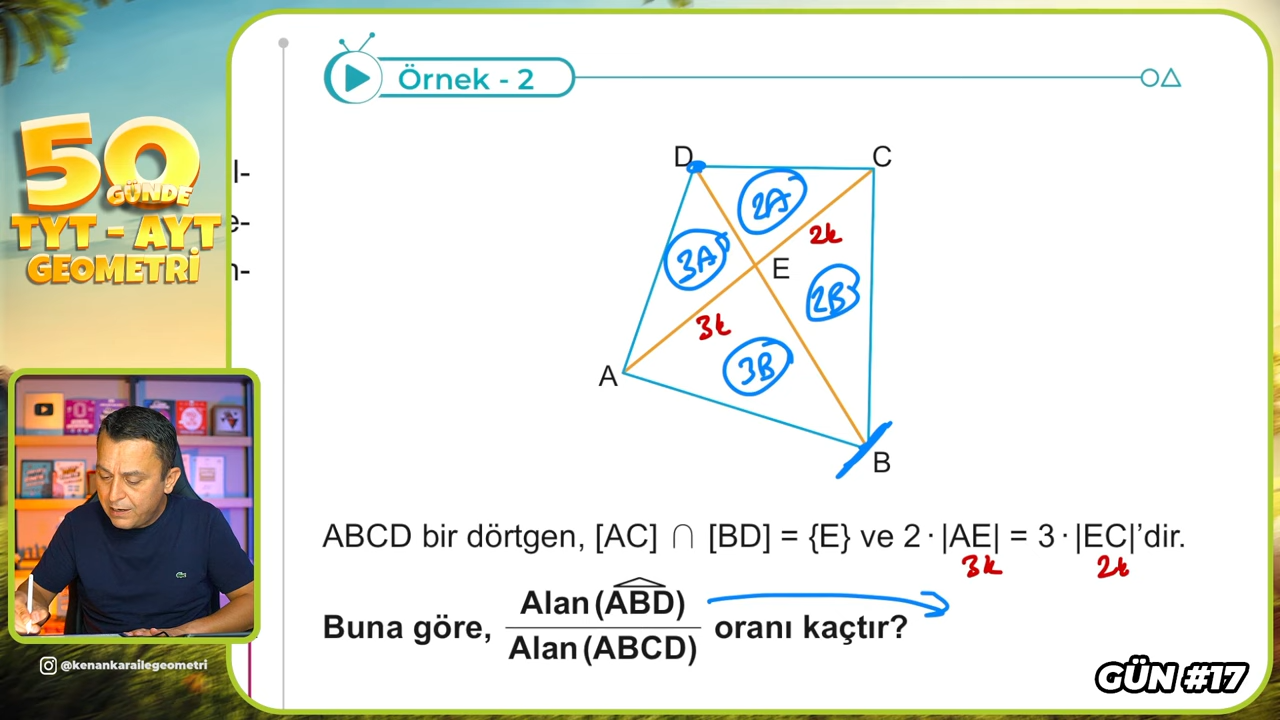 50
GÜNDE
TYT - AYT
GEOMETRİ
l-
e-
n-
Örnek - 2
D
C
2A
3A
2k
E
2B
3k
A
3B
B
ABCD bir dörtgen, [AC] ∩ [BD] = {E} ve 2·|AE| = 3·|EC|'dir.
3k 2k
Buna göre, Alan(ABD) / Alan(ABCD) oranı kaçtır?
@kenankarailegeometri
GÜN #17